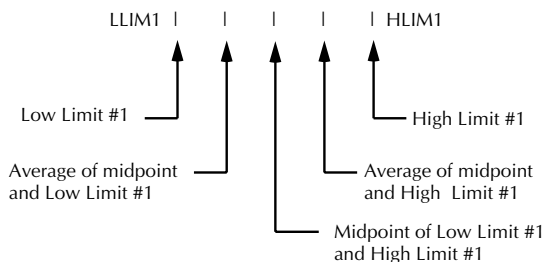 LLIM1 | | | | | HLIM1
Low Limit #1
High Limit #1
Average of midpoint
and Low Limit #1
Average of midpoint
and High Limit #1
Midpoint of Low Limit #1
and High Limit #1